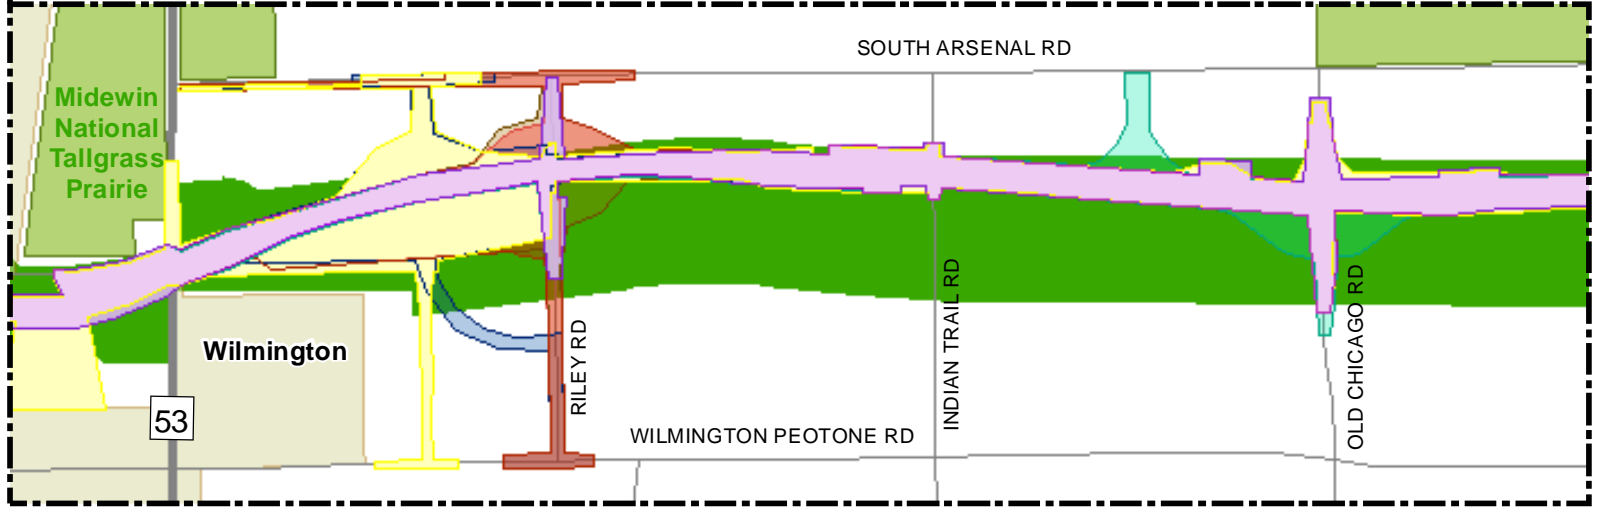 SOUTH ARSENAL RD
Midewin
National
Tallgrass
Prairie
Wilmington
53
RILEY RD
INDIAN TRAIL RD
OLD CHICAGO RD
WILMINGTON PEOTONE RD